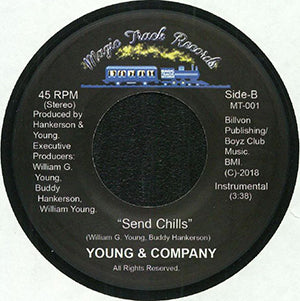 Magic Track Records
45 RPM
(Stereo)
Produced by
Hankerson &
Young.
Executive
Producers:
William G.
Young,
Buddy
Hankerson,
William Young.
Side-B
MT-001
Billvon
Publishing/
Boyz Club
Music.
BMI.
(C)-2018
Instrumental
(3:38)
"Send Chills"
(William G. Young, Buddy Hankerson)
YOUNG & COMPANY
All Rights Reserved.